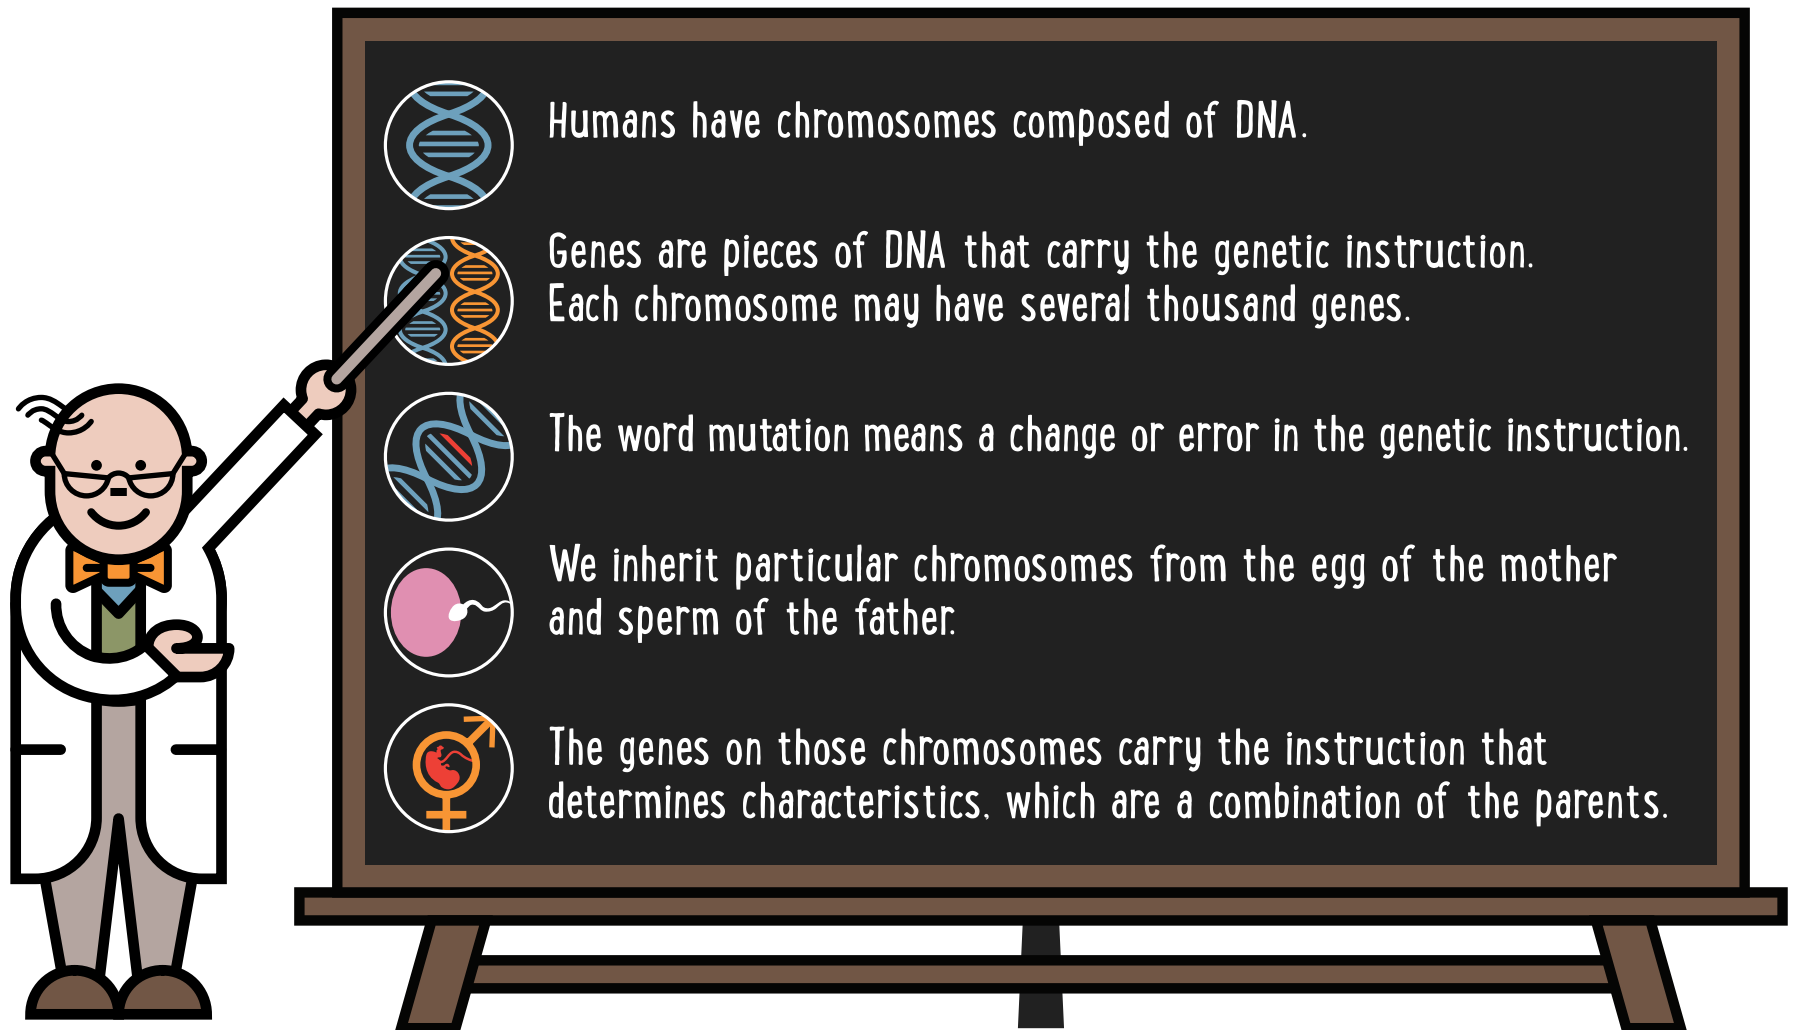 Humans have chromosomes composed of DNA.
Genes are pieces of DNA that carry the genetic instruction.
Each chromosome may have several thousand genes.
The word mutation means a change or error in the genetic instruction.
We inherit particular chromosomes from the egg of the mother
and sperm of the father.
The genes on those chromosomes carry the instruction that
determines characteristics, which are a combination of the parents.